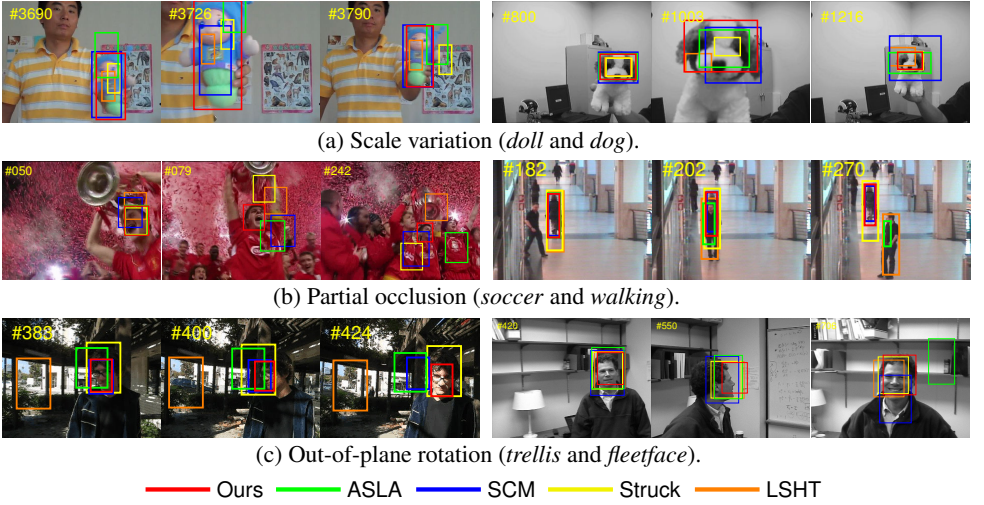 #3690 #3726 #3790 #800 #1003 #1216
(a) Scale variation (doll and dog).
#050 #079 #242 #182 #202 #270
(b) Partial occlusion (soccer and walking).
#388 #400 #424 #420 #550
(c) Out-of-plane rotation (trellis and fleetface).
Ours ASLA SCM Struck LSHT